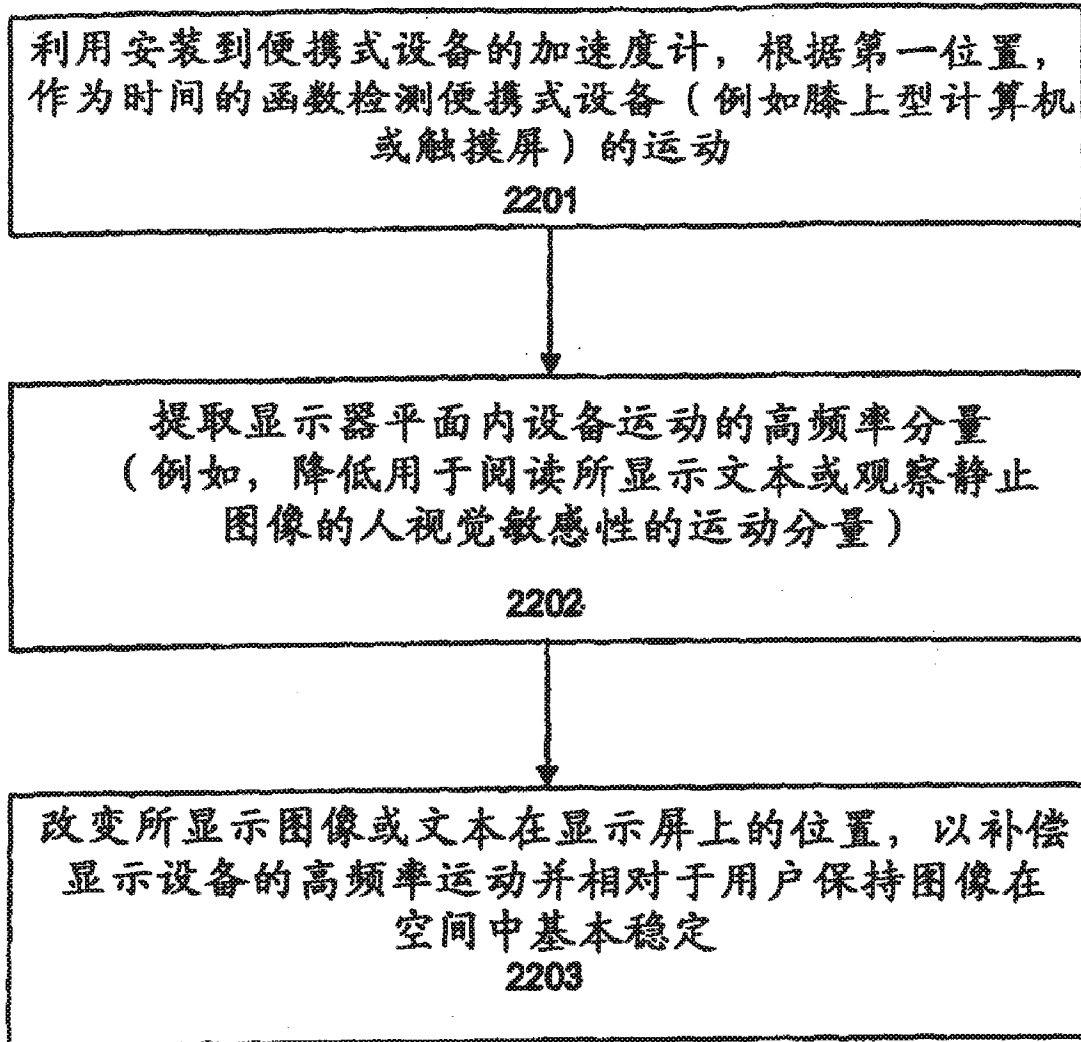 利用安装到便携式设备的加速度计，根据第一位置，
作为时间的函数检测便携式设备（例如膝上型计算机
或触摸屏）的运动
2201
提取显示器平面内设备运动的高频率分量
（例如，降低用于阅读所显示文本或观察静止
图像的人视觉敏感性的运动分量）
2202
改变所显示图像或文本在显示屏上的位置，以补偿
显示设备的高频率运动并相对于用户保持图像在
空间中基本稳定
2203